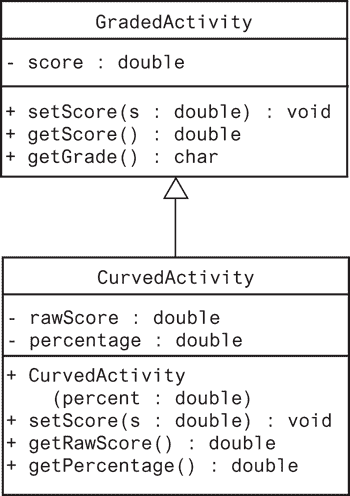 GradedActivity
- score : double
+ setScore(s : double) : void
+ getScore() : double
+ getGrade() : char
CurvedActivity
- rawScore : double
- percentage : double
+ CurvedActivity
(percent : double)
+ setScore(s : double) : void
+ getRawScore() : double
+ getPercentage() : double